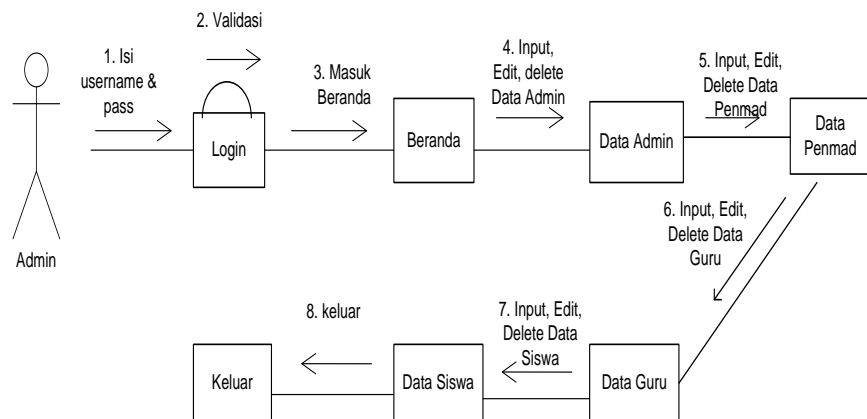 2. Validasi
1. Isi
username &
pass
3. Masuk
Beranda
4. Input,
Edit, delete
Data Admin
5. Input, Edit,
Delete Data
Penmad
Login
Beranda
Data Admin
Data
Penmad
Admin
6. Input, Edit,
Delete Data
Guru
7. Input, Edit,
Delete Data
Siswa
8. keluar
Keluar
Data Siswa
Data Guru